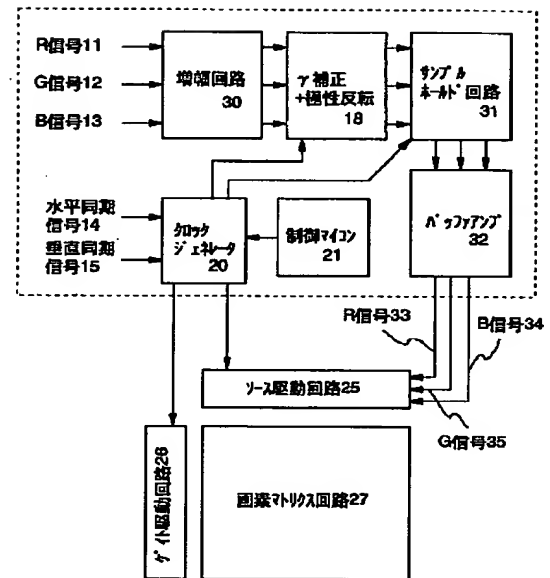 R信号11
G信号12
B信号13
増幅回路
30
γ補正
+極性反転
18
サンプル
ホールド回路
31
水平同期
信号14
垂直同期
信号15
クロック
ジェネレータ
20
制御マイコン
21
バッファアンプ
32
R信号33
B信号34
G信号35
ソース駆動回路25
ゲイト駆動回路26
画素マトリクス回路27